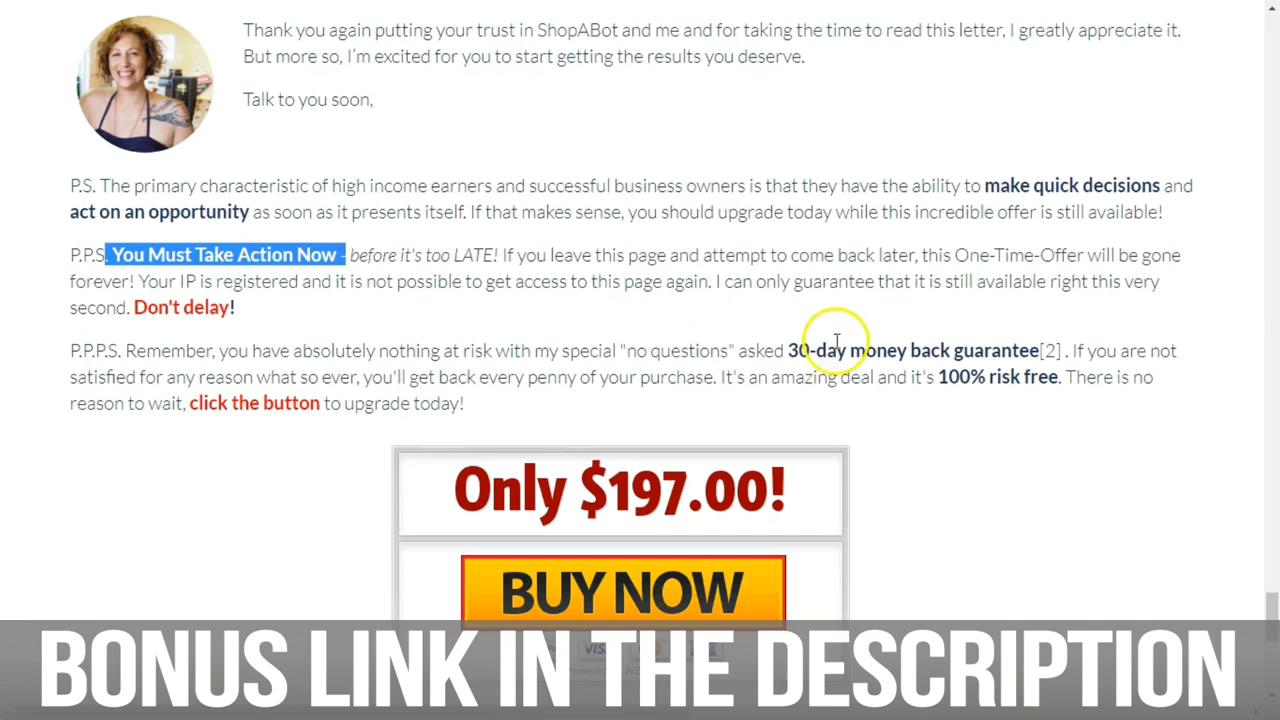 Thank you again putting your trust in ShopABot and me and for taking the time to read this letter, I greatly appreciate it.
But more so, I'm excited for you to start getting the results you deserve.
Talk to you soon,
P.S. The primary characteristic of high income earners and successful business owners is that they have the ability to make quick decisions and
act on an opportunity as soon as it presents itself. If that makes sense, you should upgrade today while this incredible offer is still available!
P.P.S. You Must Take Action Now - before it's too LATE! If you leave this page and attempt to come back later, this One-Time-Offer will be gone
forever! Your IP is registered and it is not possible to get access to this page again. I can only guarantee that it is still available right this very
second. Don't delay!
P.P.P.S. Remember, you have absolutely nothing at risk with my special "no questions" asked 30-day money back guarantee[2] . If you are not
satisfied for any reason what so ever, you'll get back every penny of your purchase. It's an amazing deal and it's 100% risk free. There is no
reason to wait, click the button to upgrade today!
Only $197.00!
BUY NOW
VISA
BONUS LINK IN THE DESCRIPTION